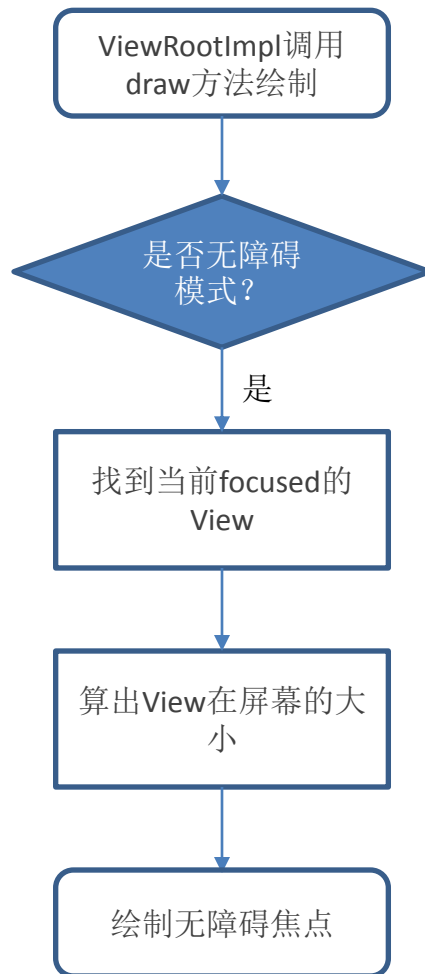 ViewRootImpl调用
draw方法绘制
是否无障碍
模式？
是
找到当前focused的
View
算出View在屏幕的大
小
绘制无障碍焦点